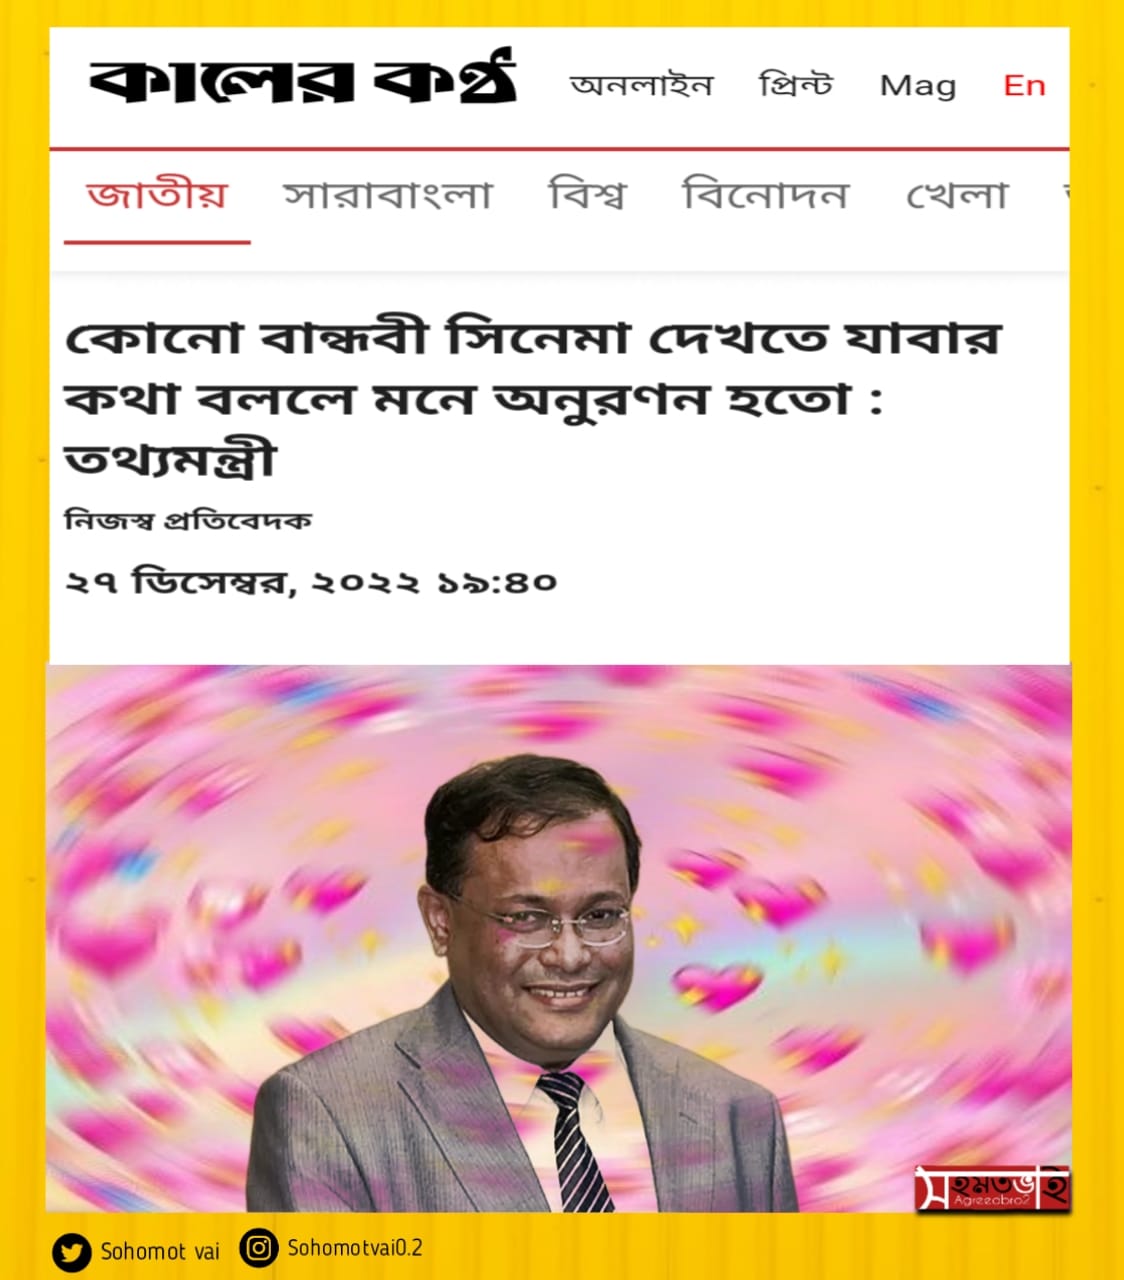 কালের কণ্ঠ অনলাইন প্রিন্ট Mag En
জাতীয় সারাবাংলা বিশ্ব বিনোদন খেলা
কোনো বান্ধবী সিনেমা দেখতে যাবার
কথা বললে মনে অনুরণন হতো :
তথ্যমন্ত্রী
নিজস্ব প্রতিবেদক
২৭ ডিসেম্বর, ২০২২ ১৯:৪০
সহমতভাই
Agreeabro2
Sohomot vai Sohomotvai0.2